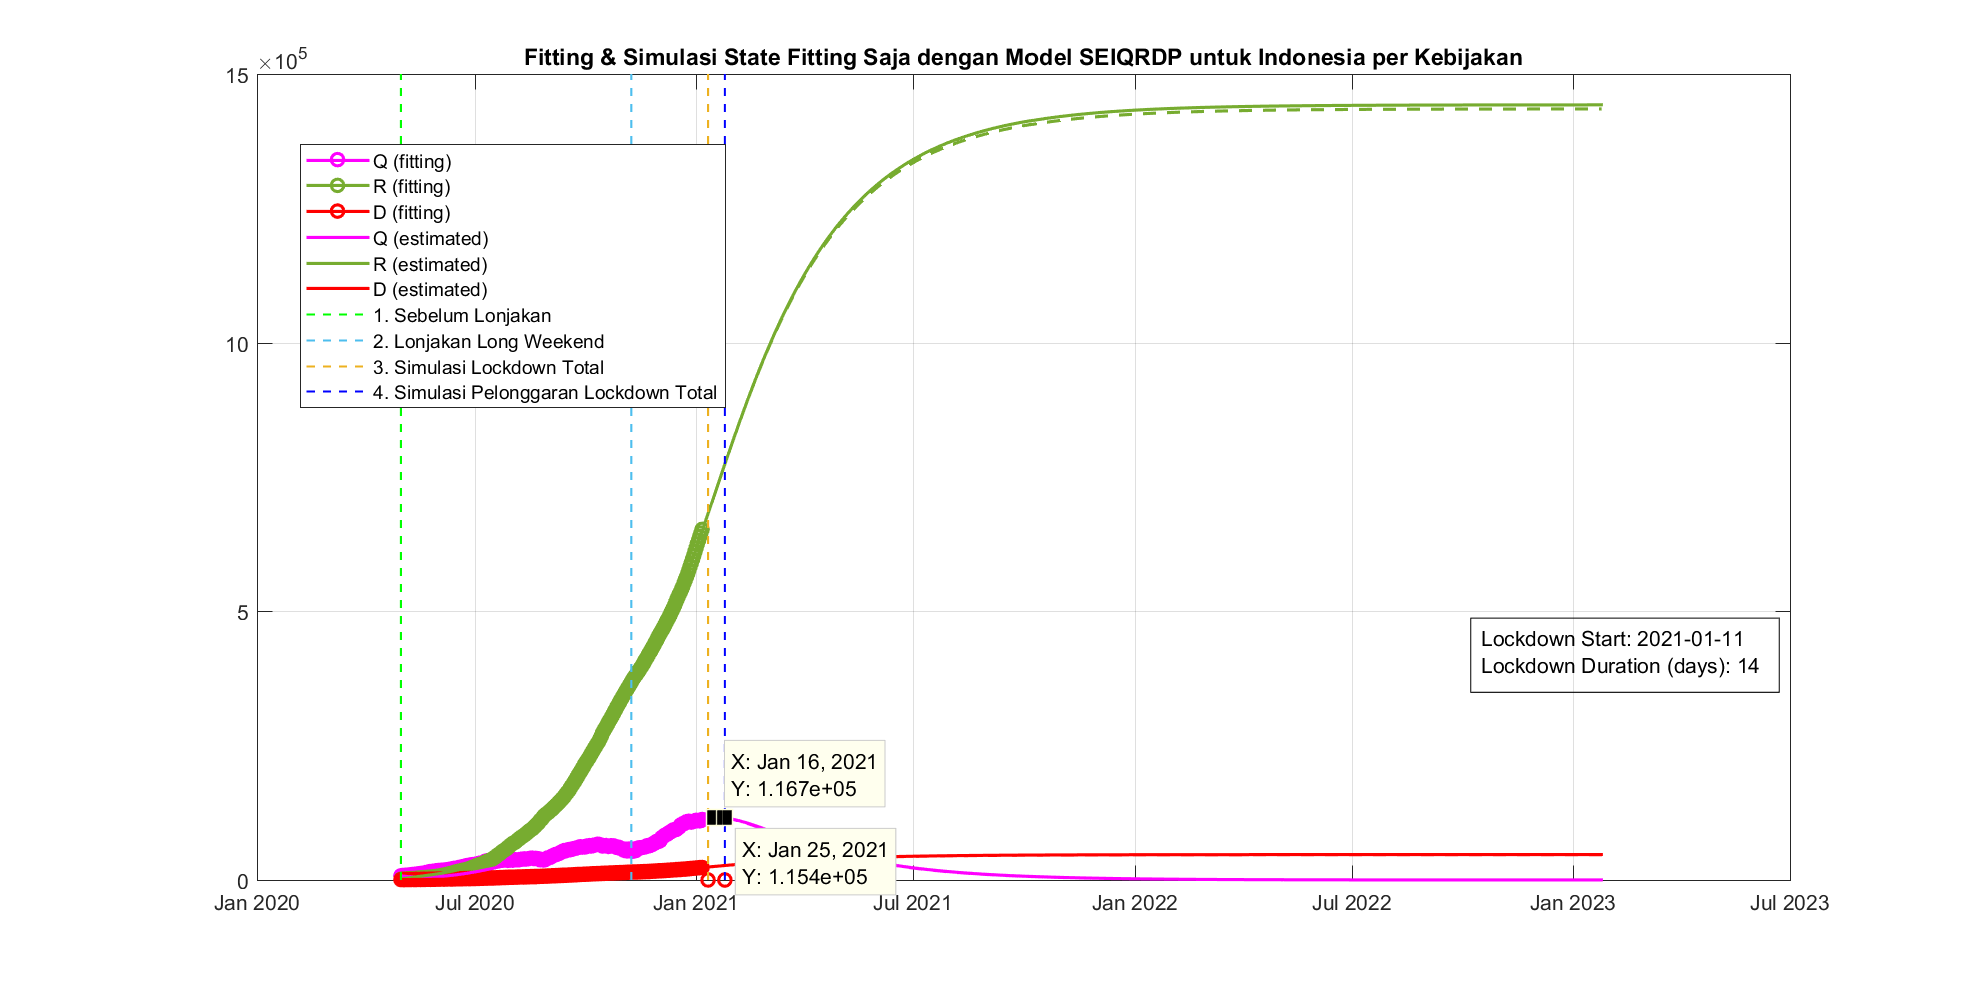 Fitting & Simulasi State Fitting Saja dengan Model SEIQRDP untuk Indonesia per Kebijakan
×10⁵
15
10
5
0
Q (fitting)
R (fitting)
D (fitting)
Q (estimated)
R (estimated)
D (estimated)
1. Sebelum Lonjakan
2. Lonjakan Long Weekend
3. Simulasi Lockdown Total
4. Simulasi Pelonggaran Lockdown Total
Lockdown Start: 2021-01-11
Lockdown Duration (days): 14
X: Jan 16, 2021
Y: 1.167e+05
X: Jan 25, 2021
Y: 1.154e+05
Jan 2020 Jul 2020 Jan 2021 Jul 2021 Jan 2022 Jul 2022 Jan 2023 Jul 2023